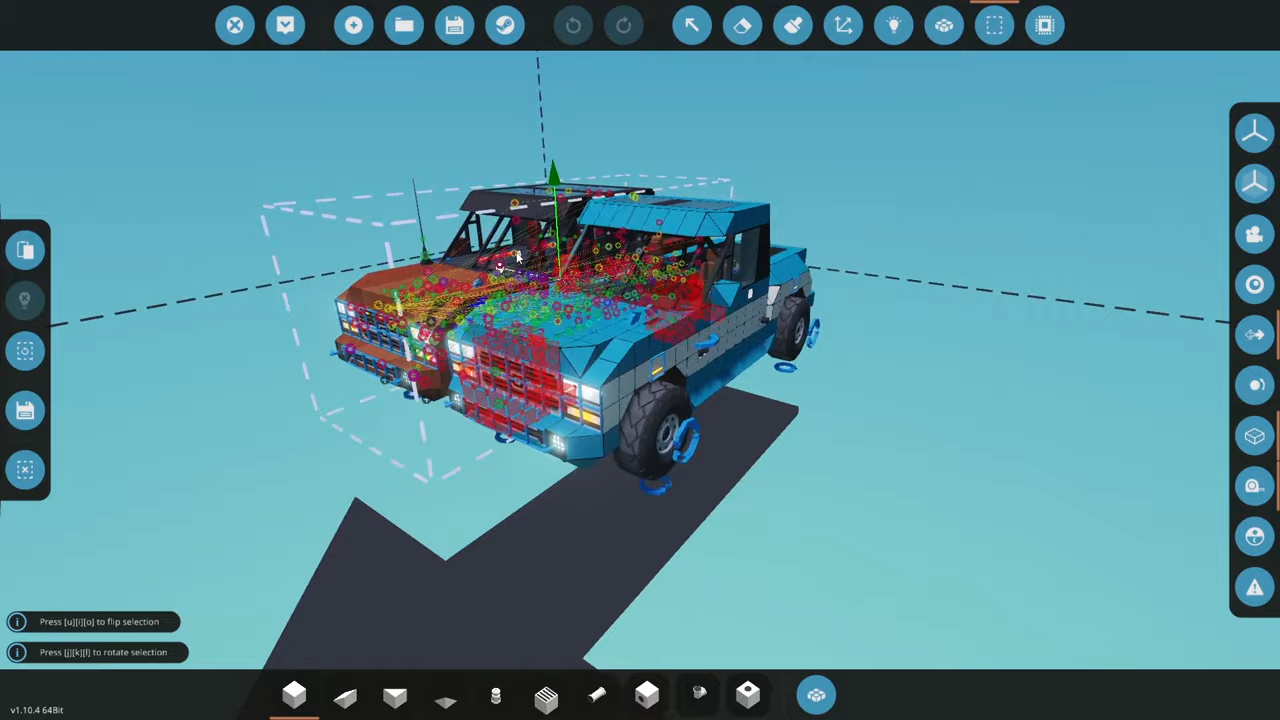 Press [u][i][o] to flip selection
Press [j][k][l] to rotate selection
v1.10.4 64Bit